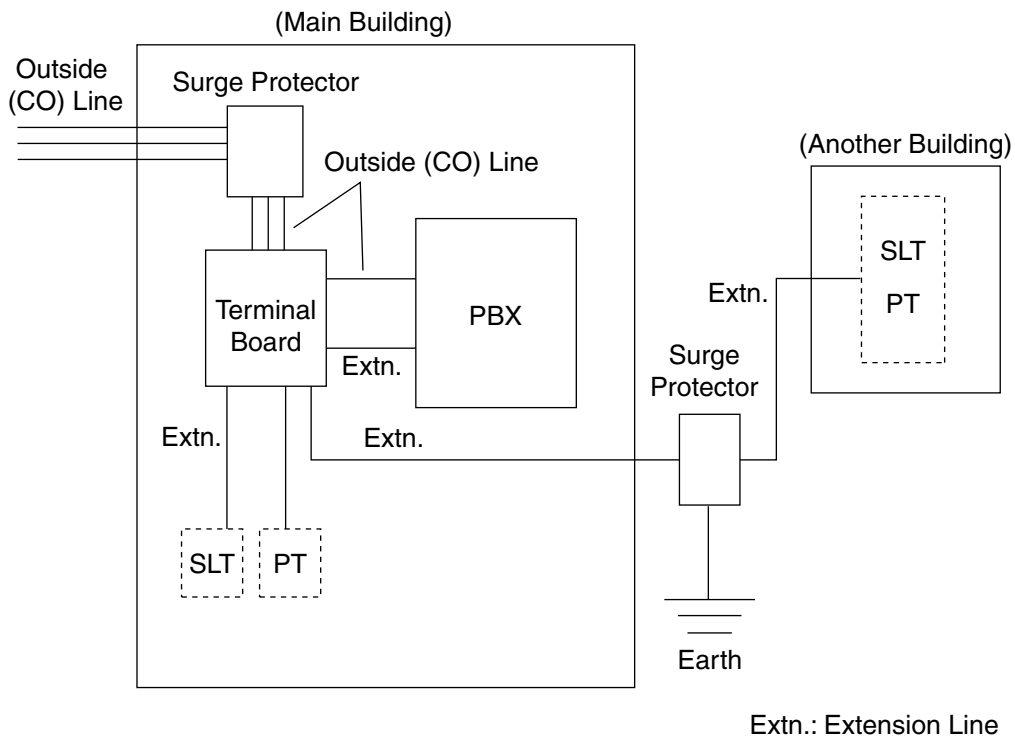 (Main Building)
Outside
(CO) Line
Surge Protector
Outside (CO) Line
(Another Building)
SLT
PT
Extn.
Terminal
Board
PBX
Extn.
Surge
Protector
Extn.
Extn.
SLT
PT
Earth
Extn.: Extension Line